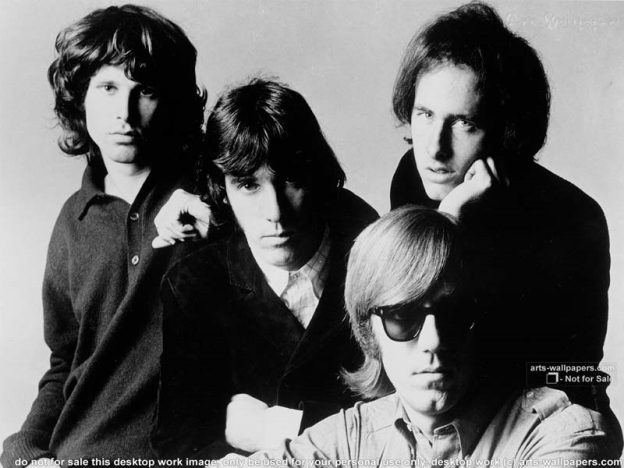 arts-wallpapers.com
- Not for Sale
do not for sale this desktop work image, only be used for your personal use only, desktop work for arts-wallpapers.com